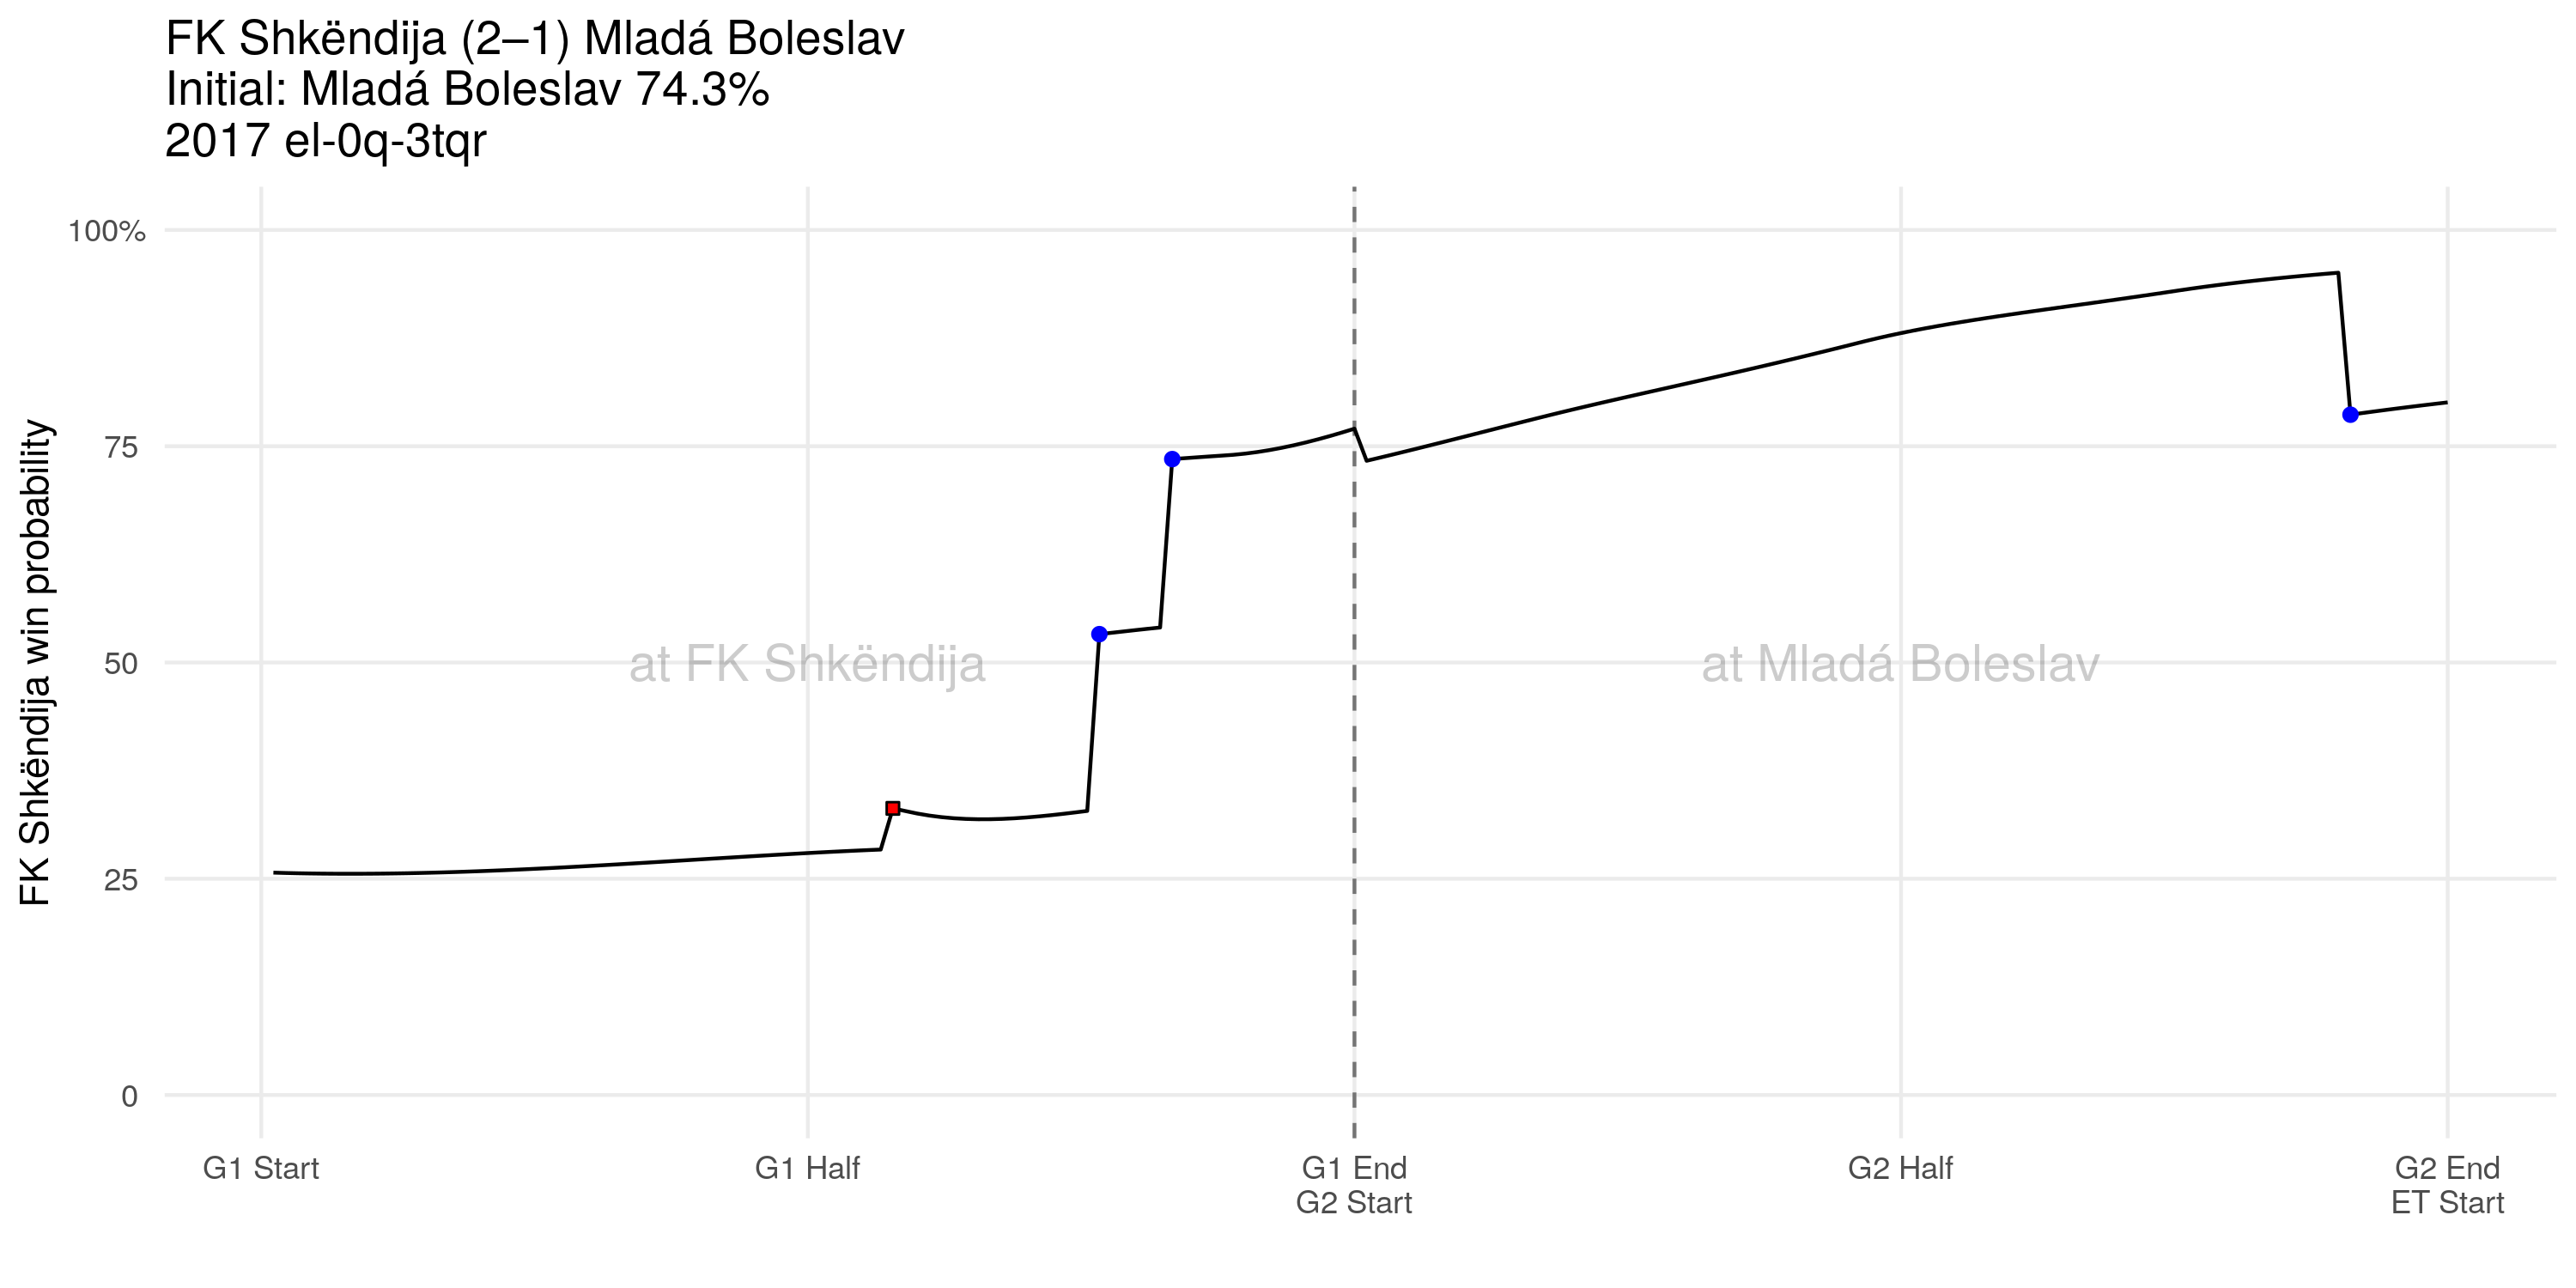 FK Shkëndija (2–1) Mladá Boleslav
Initial: Mladá Boleslav 74.3%
2017 el-0q-3tqr
FK Shkëndija win probability
100%
75
50
25
0
at FK Shkëndija
at Mladá Boleslav
G1 Start
G1 Half
G1 End
G2 Start
G2 Half
G2 End
ET Start